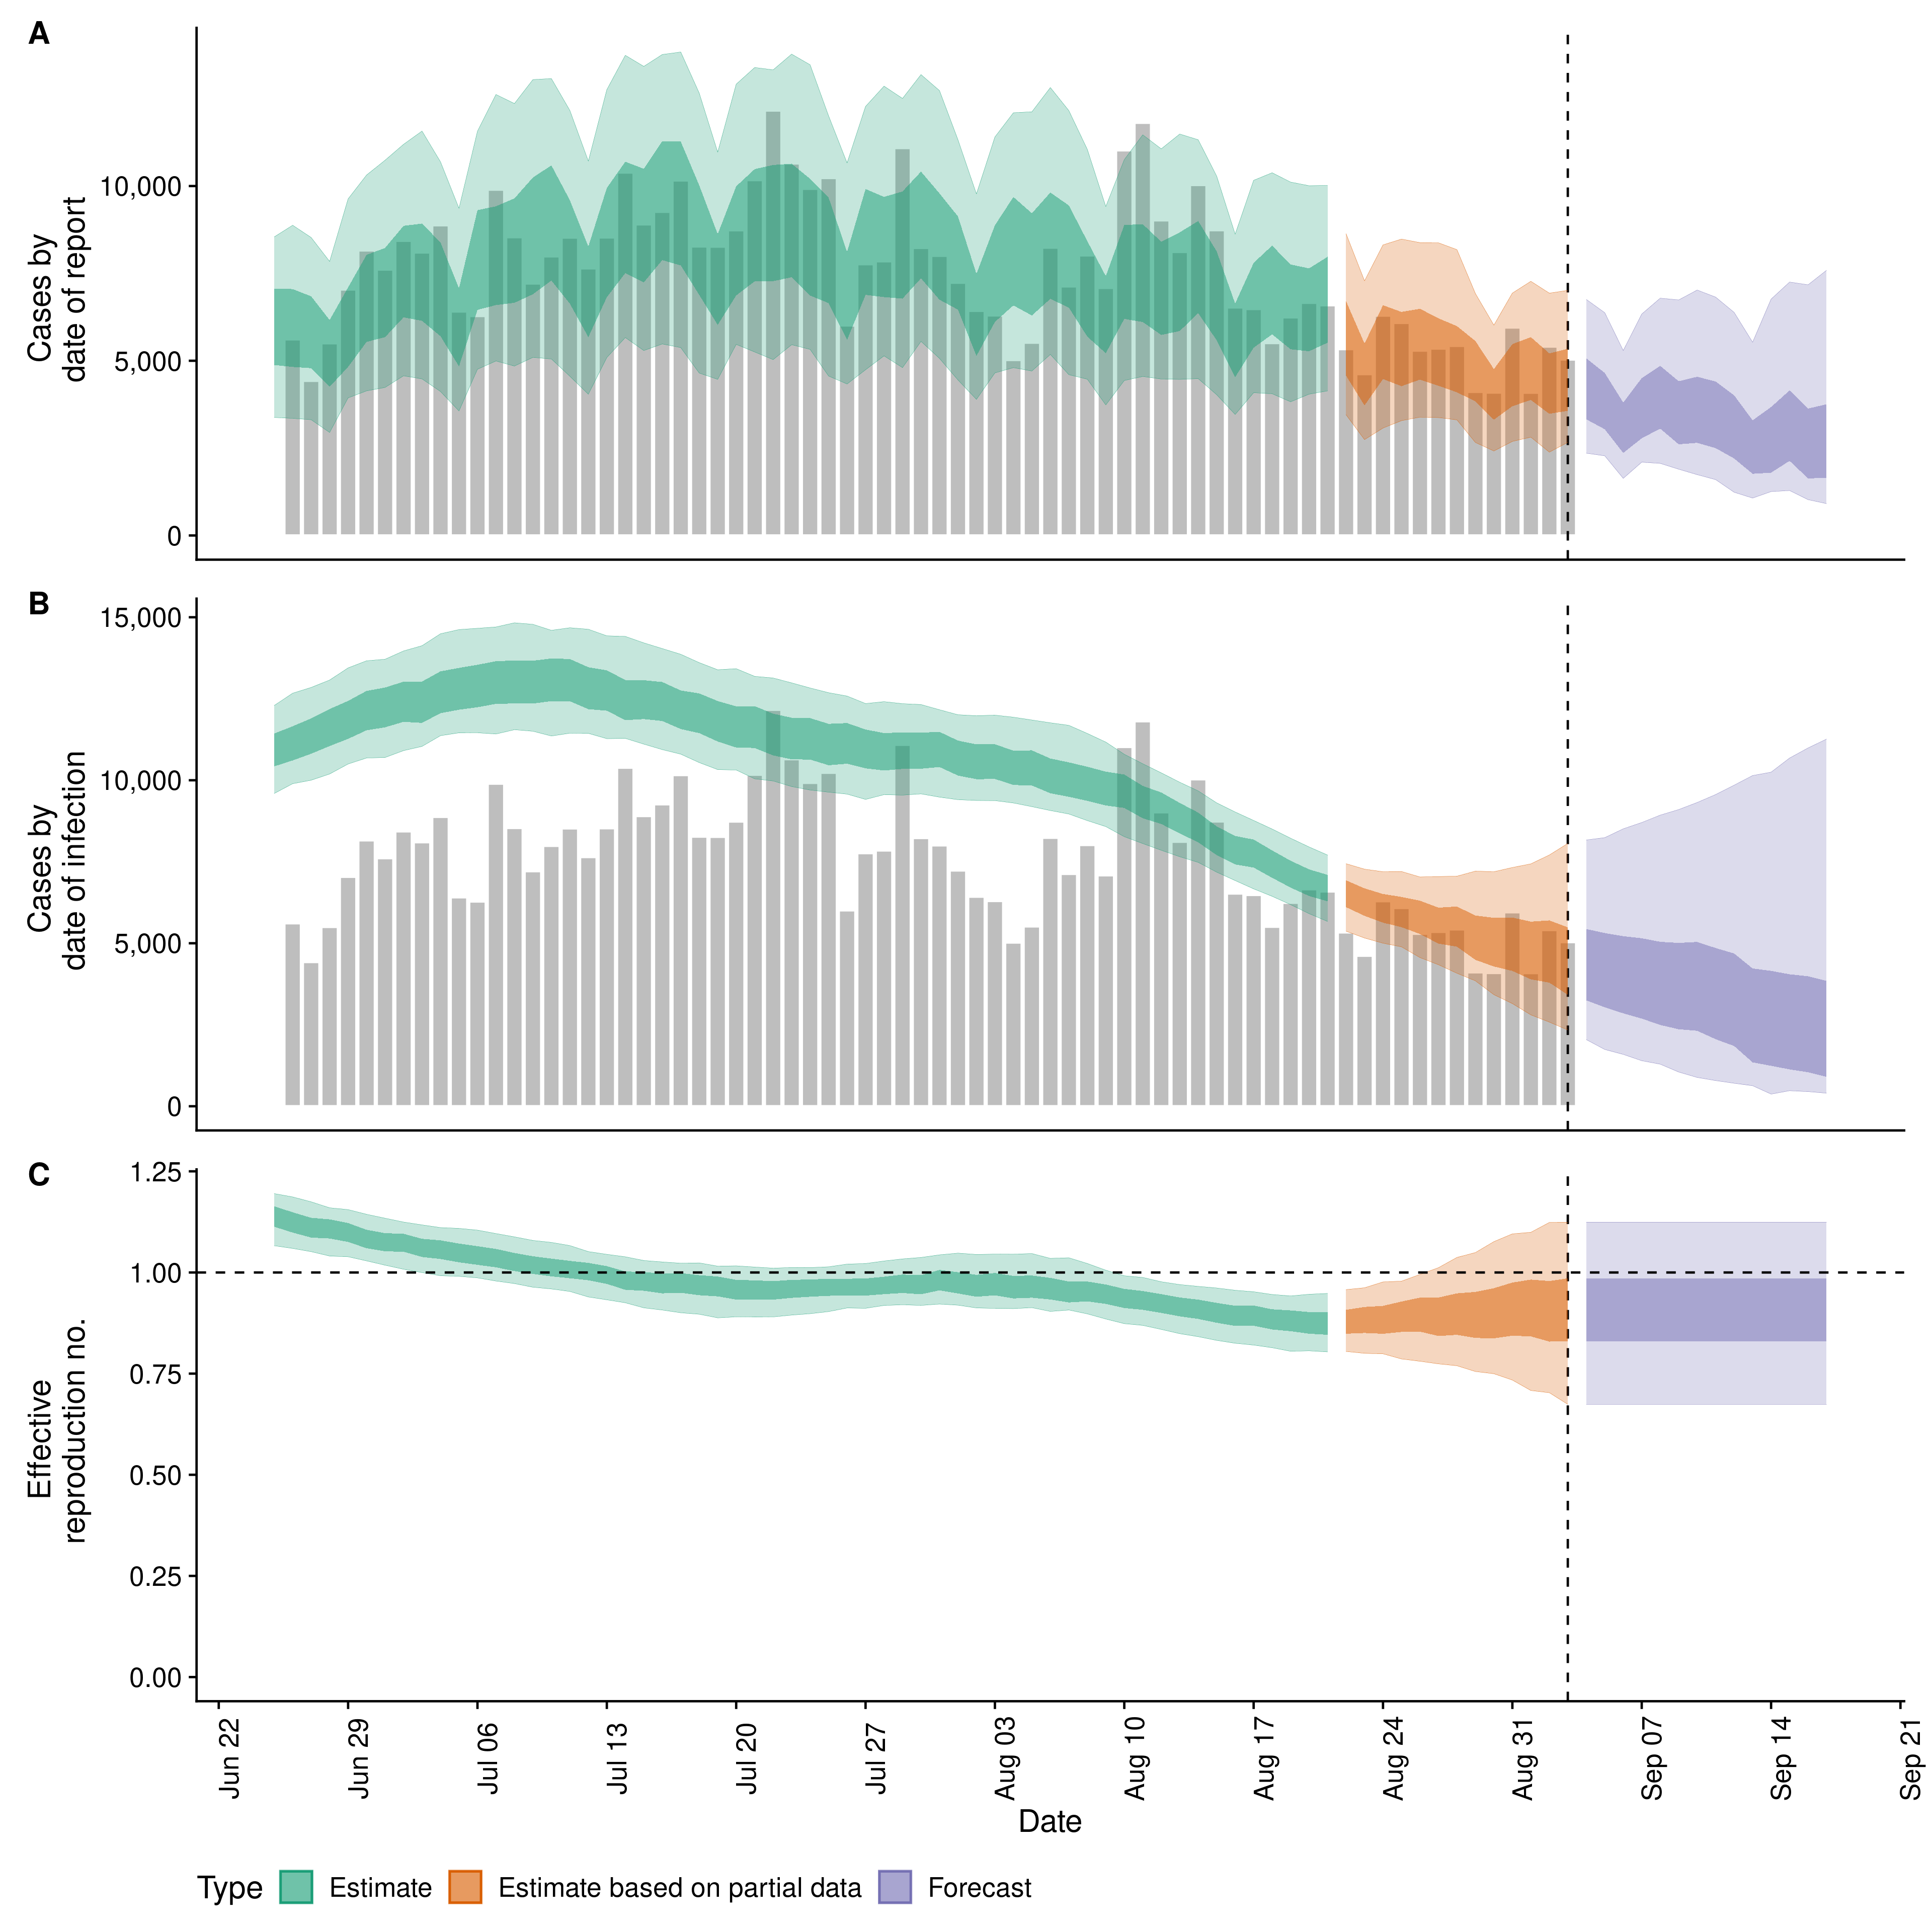 A
Cases by
date of report
10,000
5,000
0
B
Cases by
date of infection
15,000
10,000
5,000
0
C
Effective
reproduction no.
1.25
1.00
0.75
0.50
0.25
0.00
Jun 22
Jun 29
Jul 06
Jul 13
Jul 20
Jul 27
Aug 03
Aug 10
Aug 17
Aug 24
Aug 31
Sep 07
Sep 14
Sep 21
Date
Type Estimate Estimate based on partial data Forecast